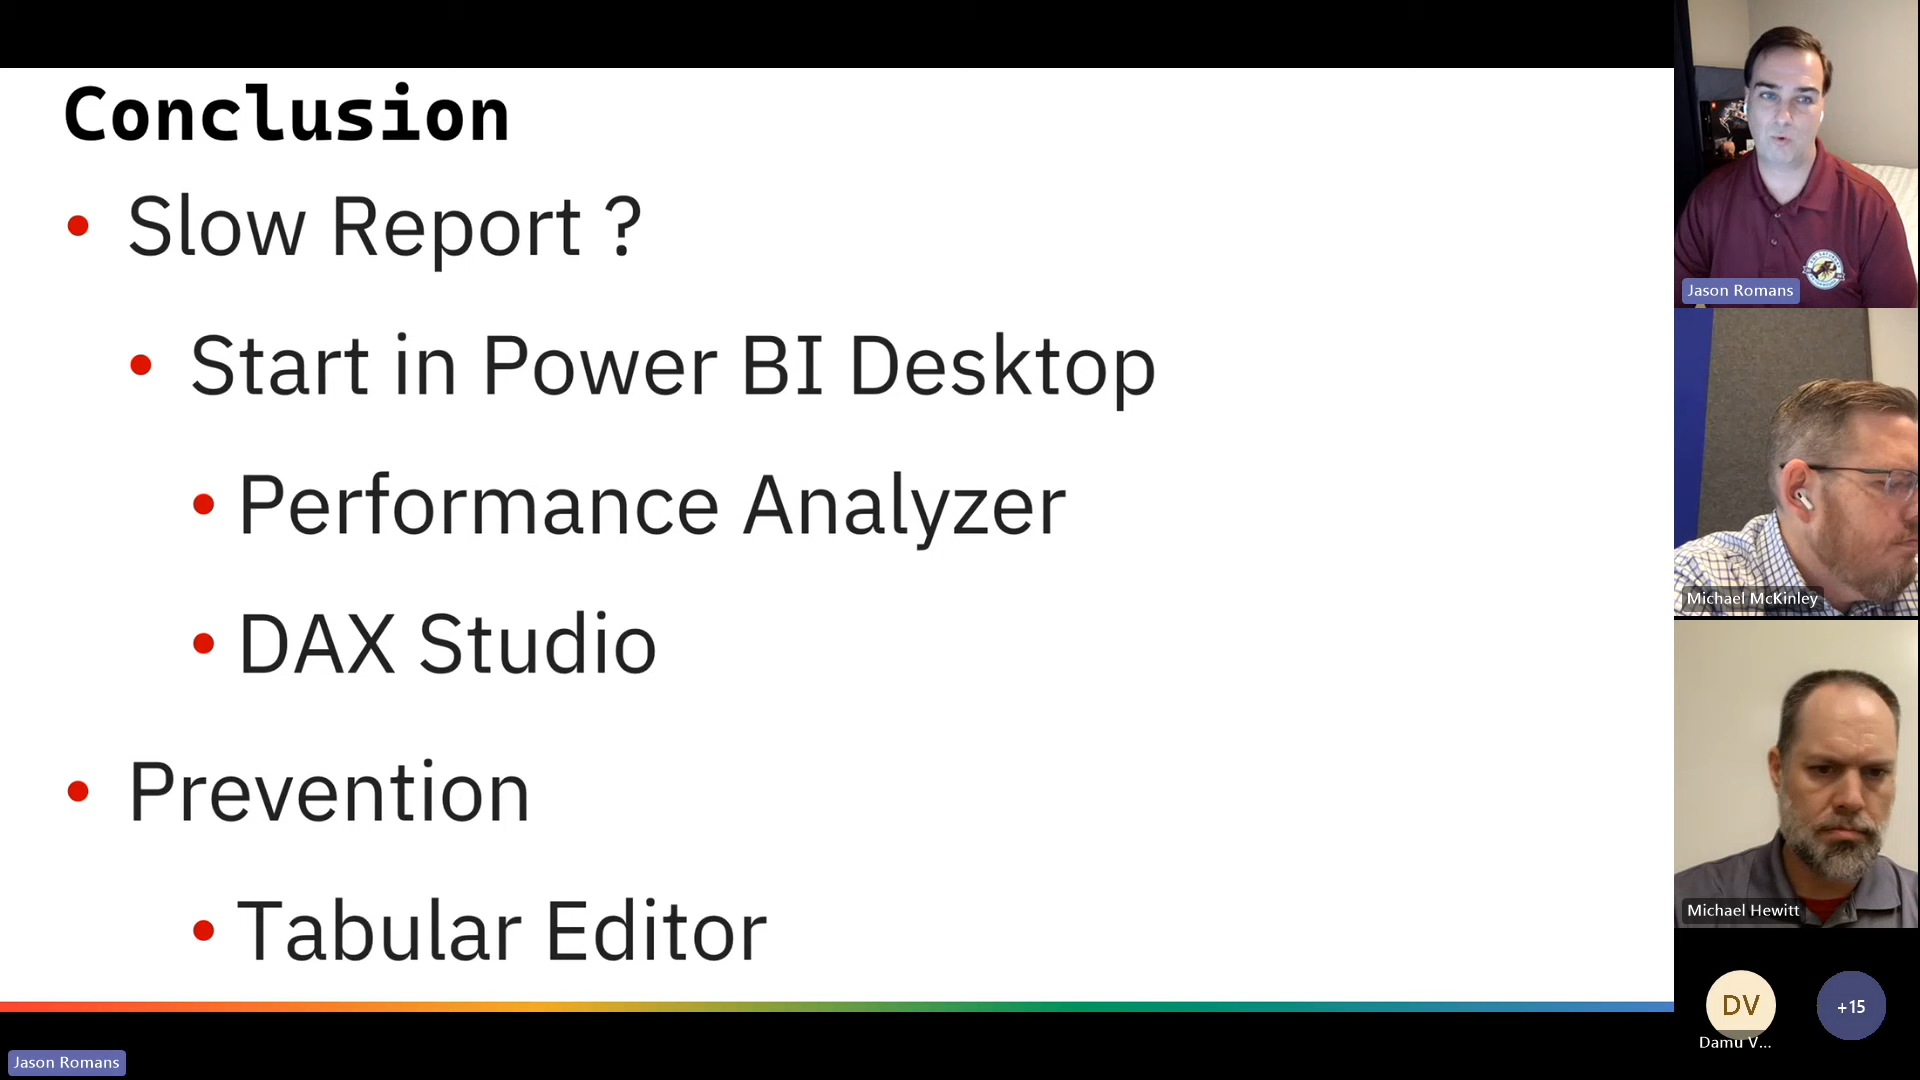 Conclusion
Slow Report ?
Start in Power BI Desktop
Performance Analyzer
DAX Studio
Prevention
Tabular Editor
Jason Romans
Jason Romans
Michael McKinley
Michael Hewitt
DV
Damu V...
+15